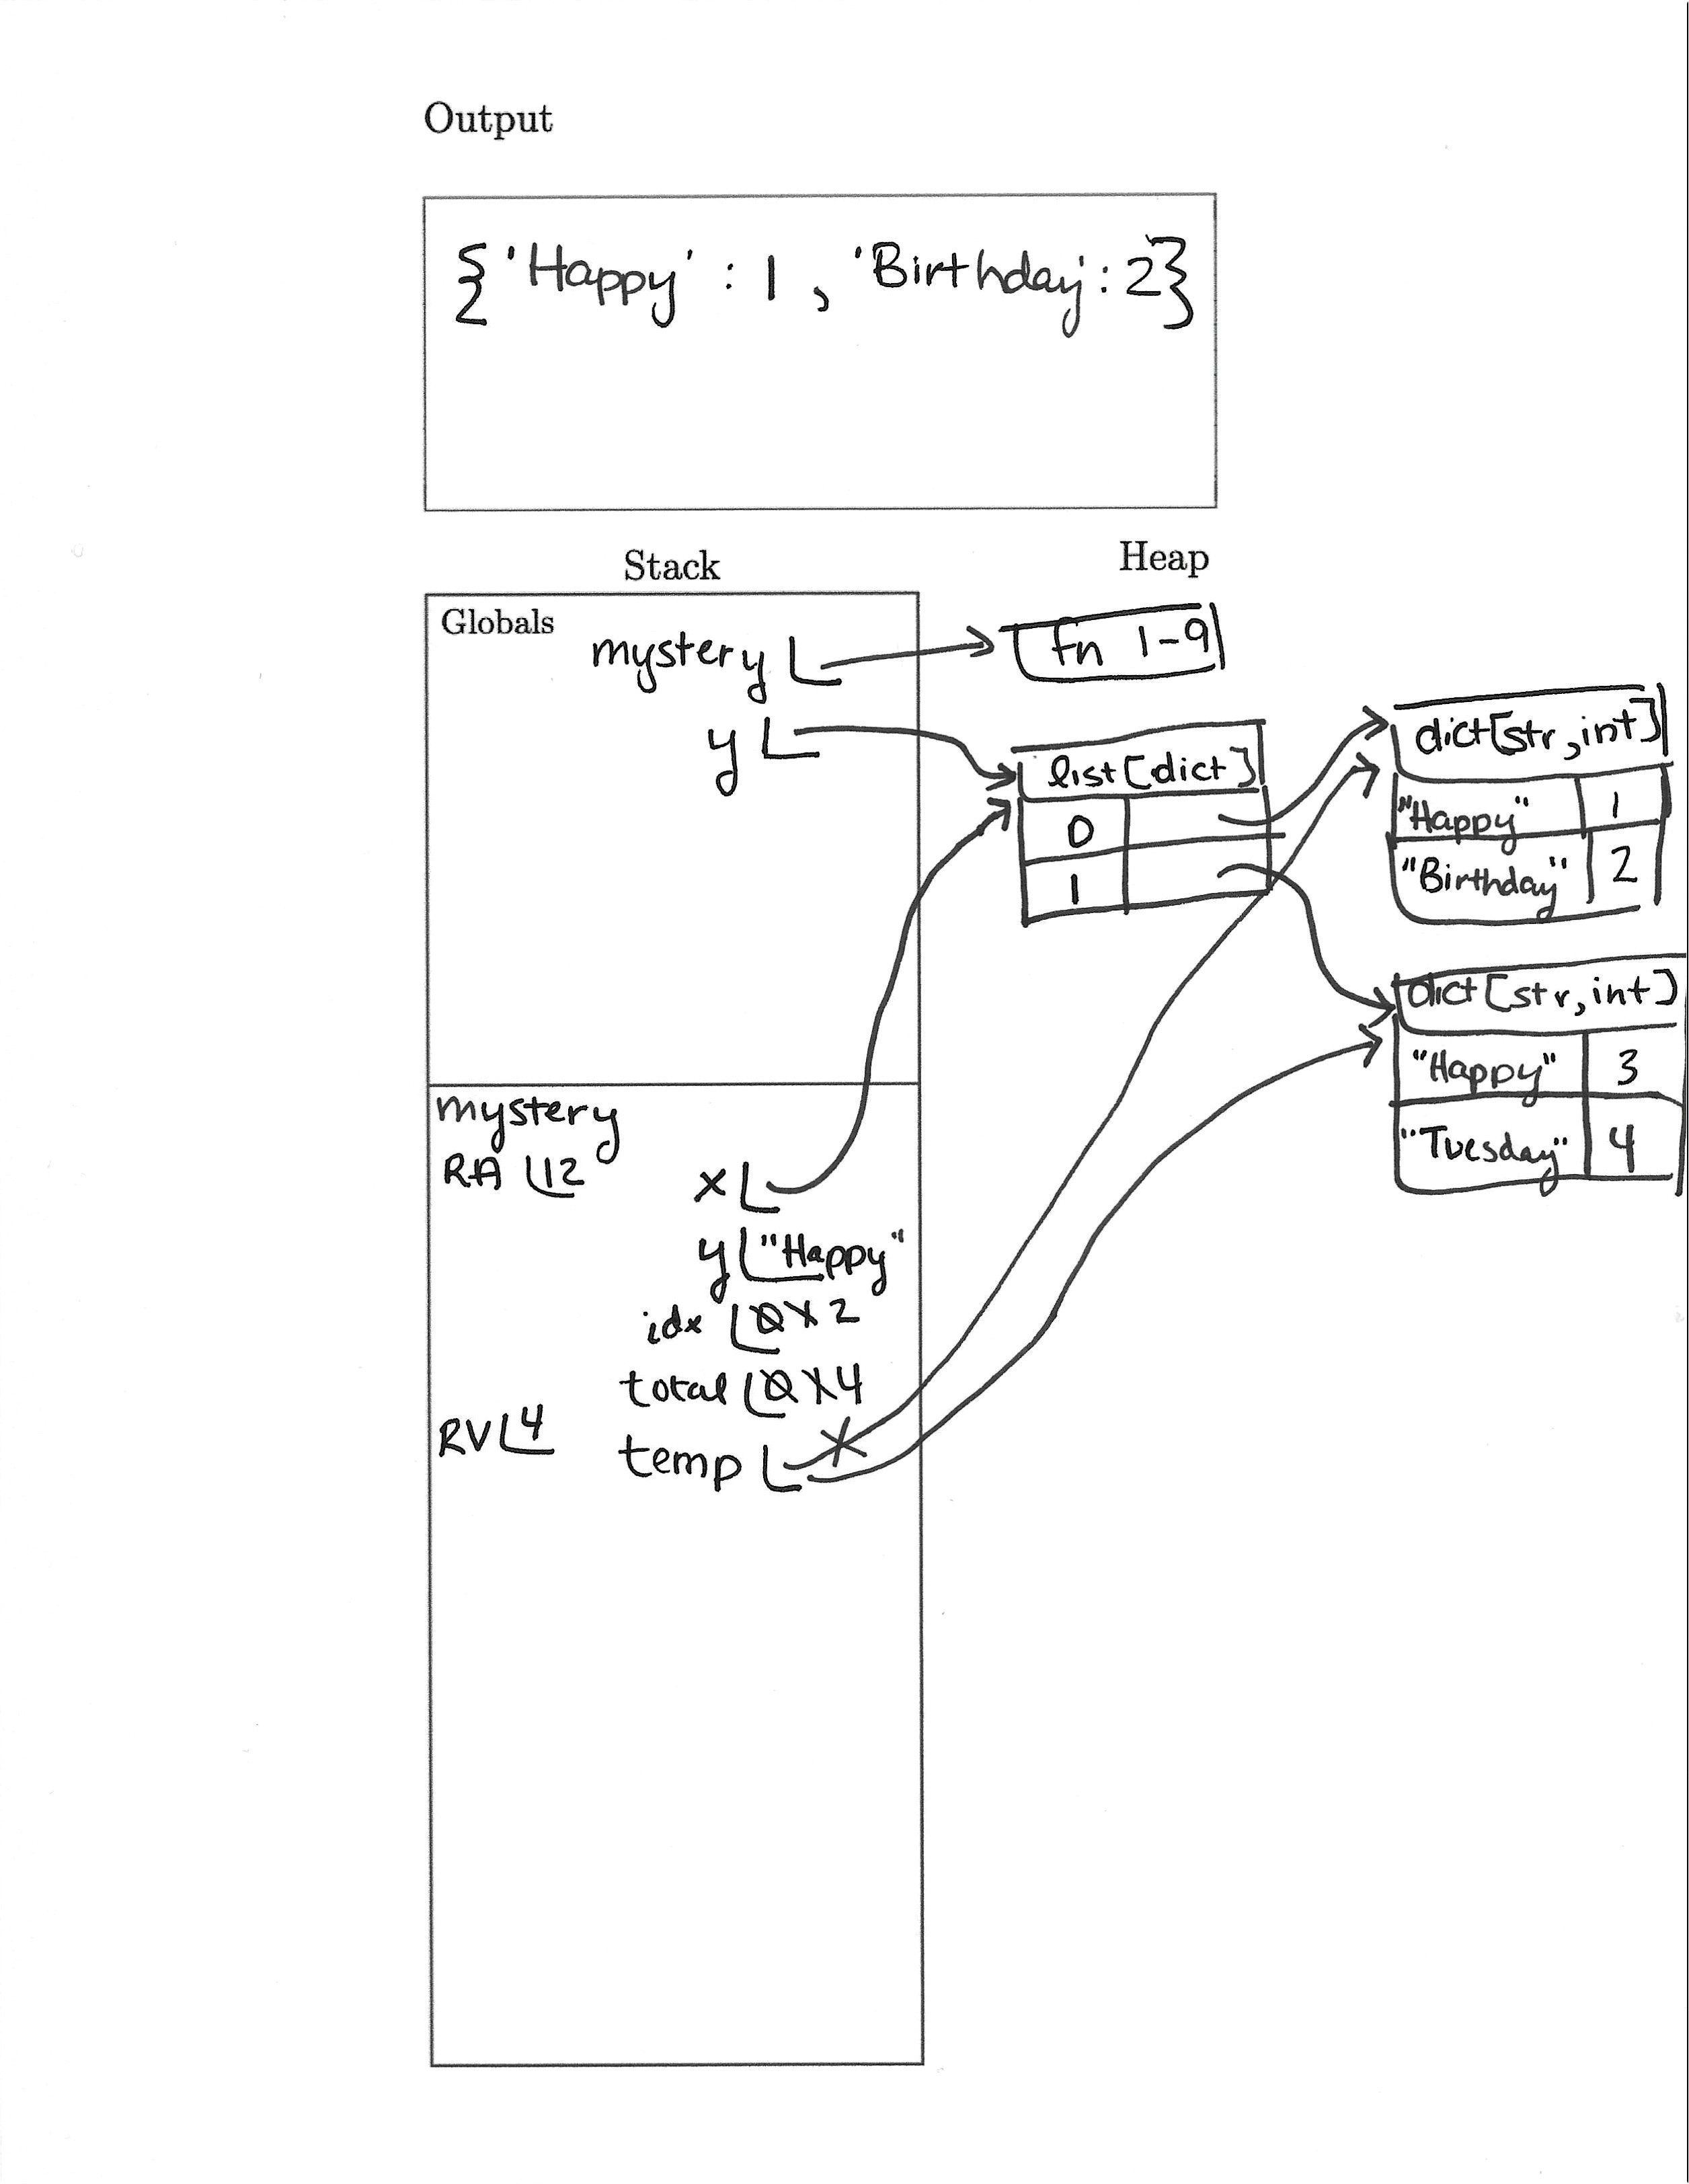 Output
{'Happy' : 1 , 'Birthday' : 2}
Stack
Heap
Globals
mystery
fn 1-9
y
list[dict]
0
1
dict[str,int]
"Happy" 1
"Birthday" 2
dict[str,int]
"Happy" 3
"Tuesday" 4
mystery
RA 12
x
y "Happy"
idx 0 1 2
total 0 1 4
RV 4
temp